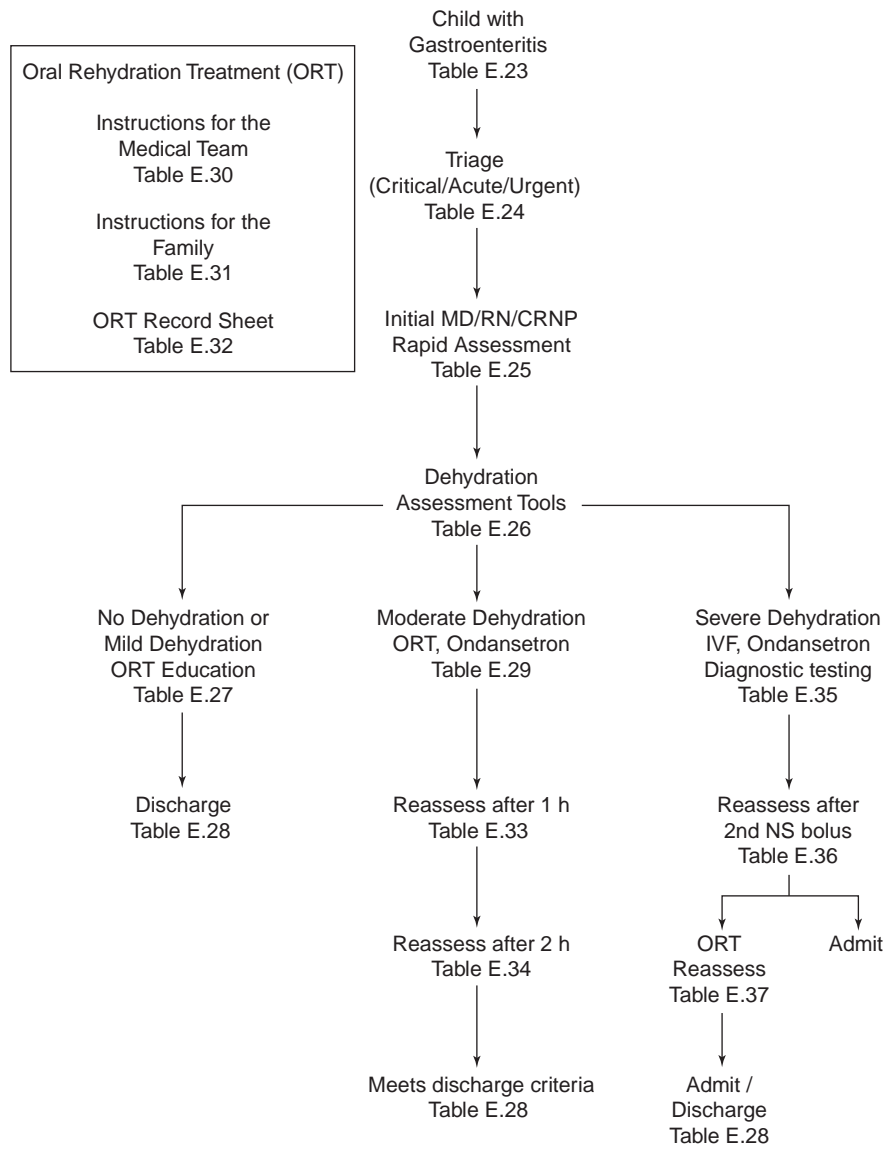 Child with
Gastroenteritis
Table E.23
Oral Rehydration Treatment (ORT)
Instructions for the
Medical Team
Table E.30
Instructions for the
Family
Table E.31
ORT Record Sheet
Table E.32
Triage
(Critical/Acute/Urgent)
Table E.24
Initial MD/RN/CRNP
Rapid Assessment
Table E.25
Dehydration
Assessment Tools
Table E.26
No Dehydration or
Mild Dehydration
ORT Education
Table E.27
Moderate Dehydration
ORT, Ondansetron
Table E.29
Severe Dehydration
IVF, Ondansetron
Diagnostic testing
Table E.35
Discharge
Table E.28
Reassess after 1 h
Table E.33
Reassess after
2nd NS bolus
Table E.36
Reassess after 2 h
Table E.34
ORT
Reassess
Table E.37
Admit
Meets discharge criteria
Table E.28
Admit /
Discharge
Table E.28